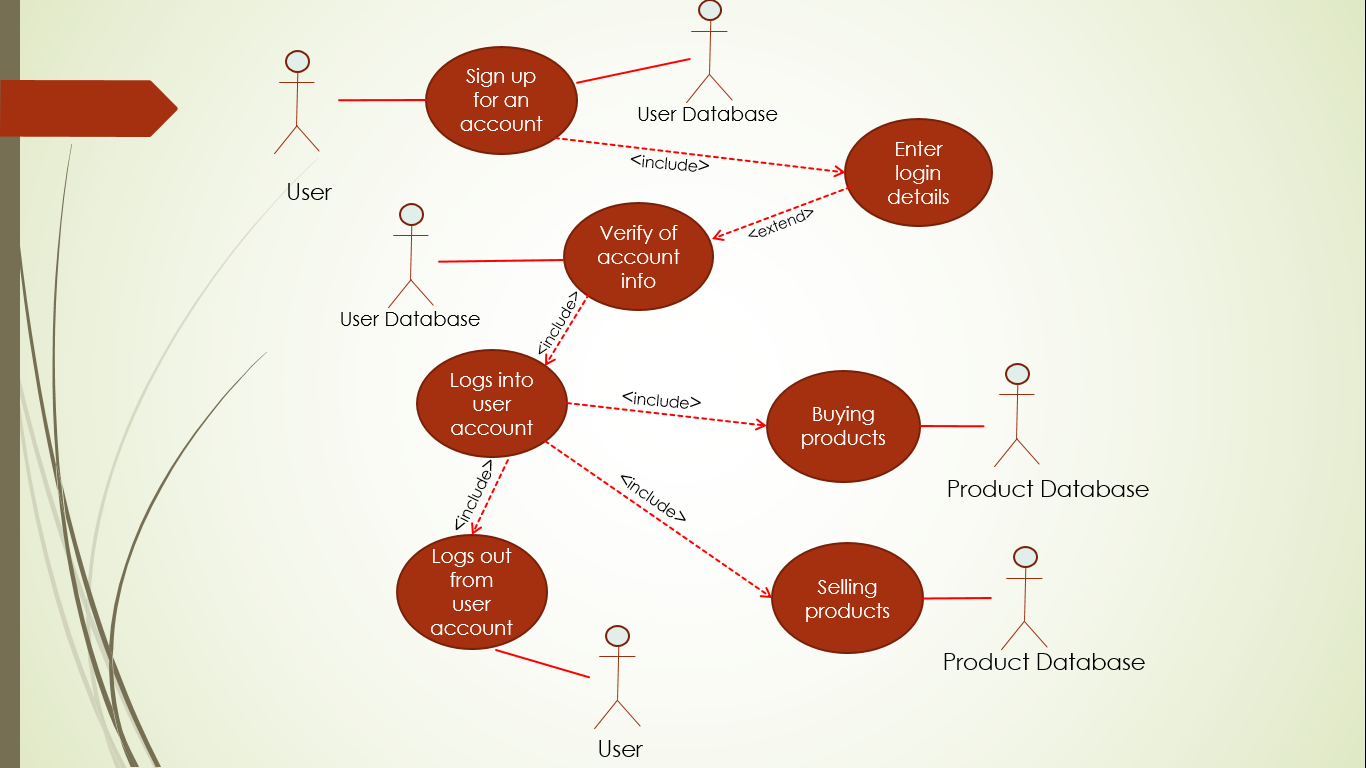 Sign up
for an
account
User Database
<include>
Enter
login
details
User
<extend>
Verify of
account
info
User Database
<include>
Logs into
user
account
<include>
Buying
products
Product Database
<include>
<include>
Logs out
from
user
account
Selling
products
Product Database
User